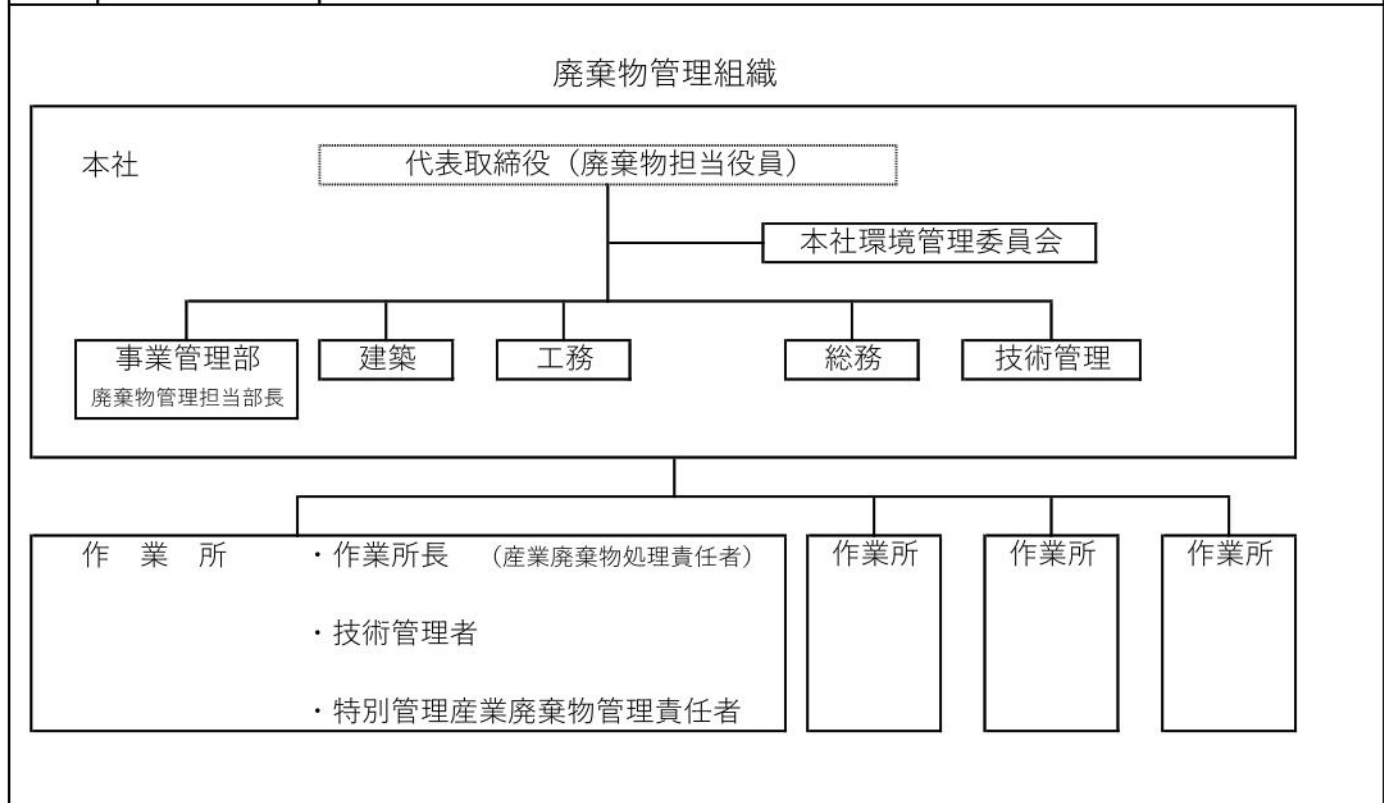 廃棄物管理組織
本社
代表取締役（廃棄物担当役員）
本社環境管理委員会
事業管理部 建築 工務 総務 技術管理
廃棄物管理担当部長
作　業　所 ・作業所長 （産業廃棄物処理責任者） 作業所 作業所 作業所
・技術管理者
・特別管理産業廃棄物管理責任者